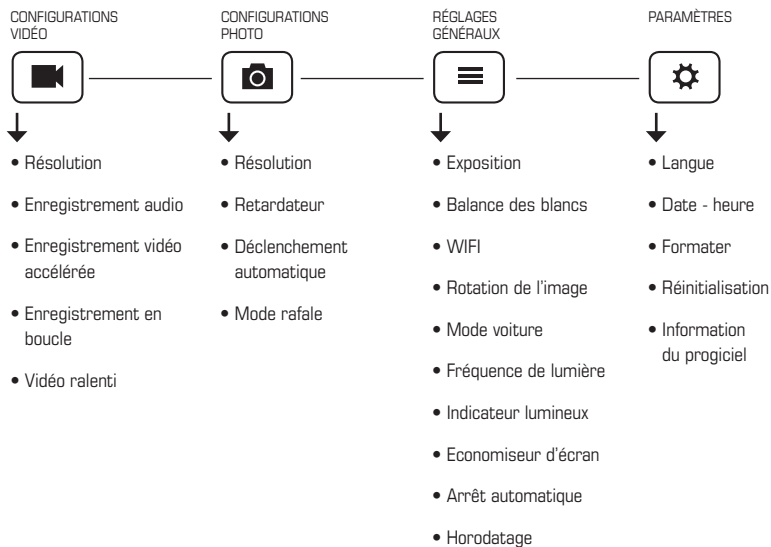 CONFIGURATIONS
VIDÉO
• Résolution
• Enregistrement audio
• Enregistrement vidéo
accélérée
• Enregistrement en
boucle
• Vidéo ralenti
CONFIGURATIONS
PHOTO
• Résolution
• Retardateur
• Déclenchement
automatique
• Mode rafale
RÉGLAGES
GÉNÉRAUX
• Exposition
• Balance des blancs
• WIFI
• Rotation de l'image
• Mode voiture
• Fréquence de lumière
• Indicateur lumineux
• Economiseur d'écran
• Arrêt automatique
• Horodatage
PARAMÈTRES
• Langue
• Date - heure
• Formater
• Réinitialisation
• Information
du progiciel